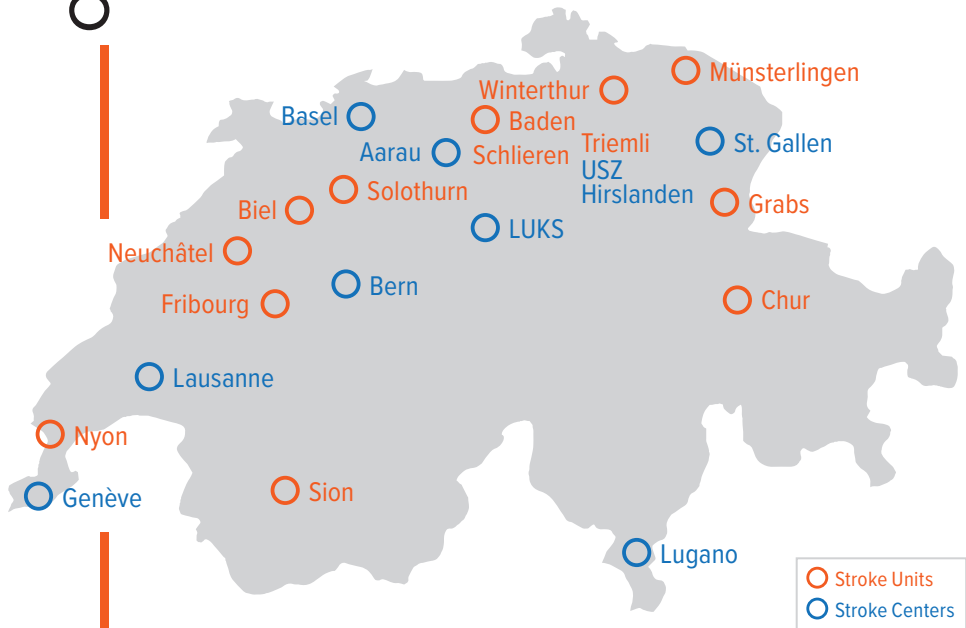 Münsterlingen
Winterthur
Basel
Baden
Triemli
St. Gallen
Aarau
Schlieren
USZ
Hirslanden
Solothurn
Grabs
Biel
LUKS
Neuchâtel
Bern
Fribourg
Chur
Lausanne
Nyon
Sion
Genève
Lugano
Stroke Units
Stroke Centers